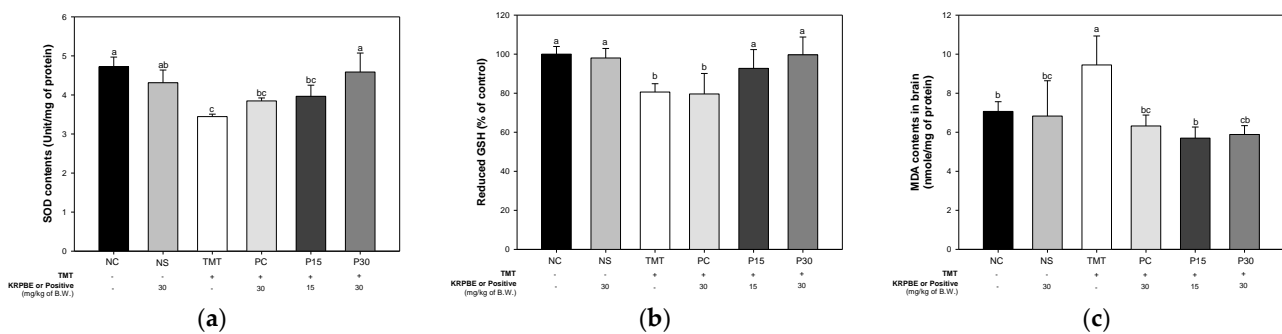 SOD contents (Unit/mg of protein)
6
5
4
3
2
1
0
a
ab
c
bc
bc
a
NC NS TMT PC P15 P30
TMT - - + + + +
KRPBE or Positive - 30 - 30 15 30
(mg/kg of B.W.)
(a)
Reduced GSH (% of control)
120
100
80
60
40
20
0
a
a
b
b
a
a
NC NS TMT PC P15 P30
TMT - - + + + +
KRPBE or Positive - 30 - 30 15 30
(mg/kg of B.W.)
(b)
MDA contents in brain
(nmole/mg of protein)
12
10
8
6
4
2
0
b
bc
a
bc
b
cb
NC NS TMT PC P15 P30
TMT - - + + + +
KRPBE or Positive - 30 - 30 15 30
(mg/kg of B.W.)
(c)